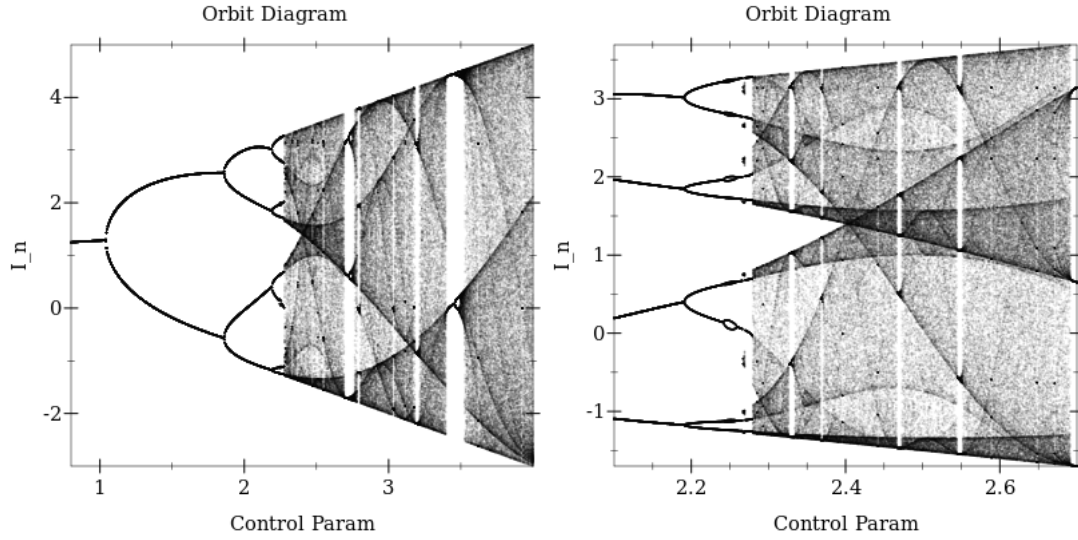 Orbit Diagram
I_n
4
2
0
-2
1
2
3
Control Param
Orbit Diagram
I_n
3
2
1
0
-1
2.2
2.4
2.6
Control Param